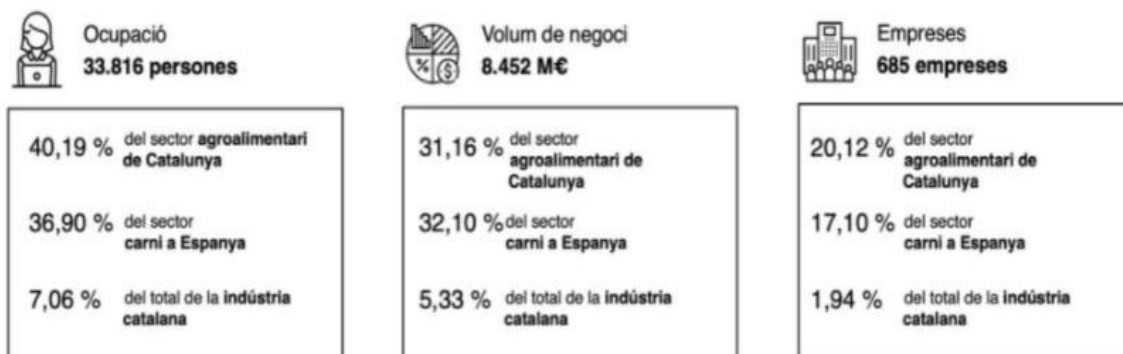 Ocupació
33.816 persones
40,19 % del sector agroalimentari
de Catalunya
36,90 % del sector
carni a Espanya
7,06 % del total de la indústria
catalana
Volum de negoci
8.452 M€
31,16 % del sector
agroalimentari de
Catalunya
32,10 % del sector
carni a Espanya
5,33 % del total de la indústria
catalana
Empreses
685 empreses
20,12 % del sector
agroalimentari de
Catalunya
17,10 % del sector
carni a Espanya
1,94 % del total de la indústria
catalana